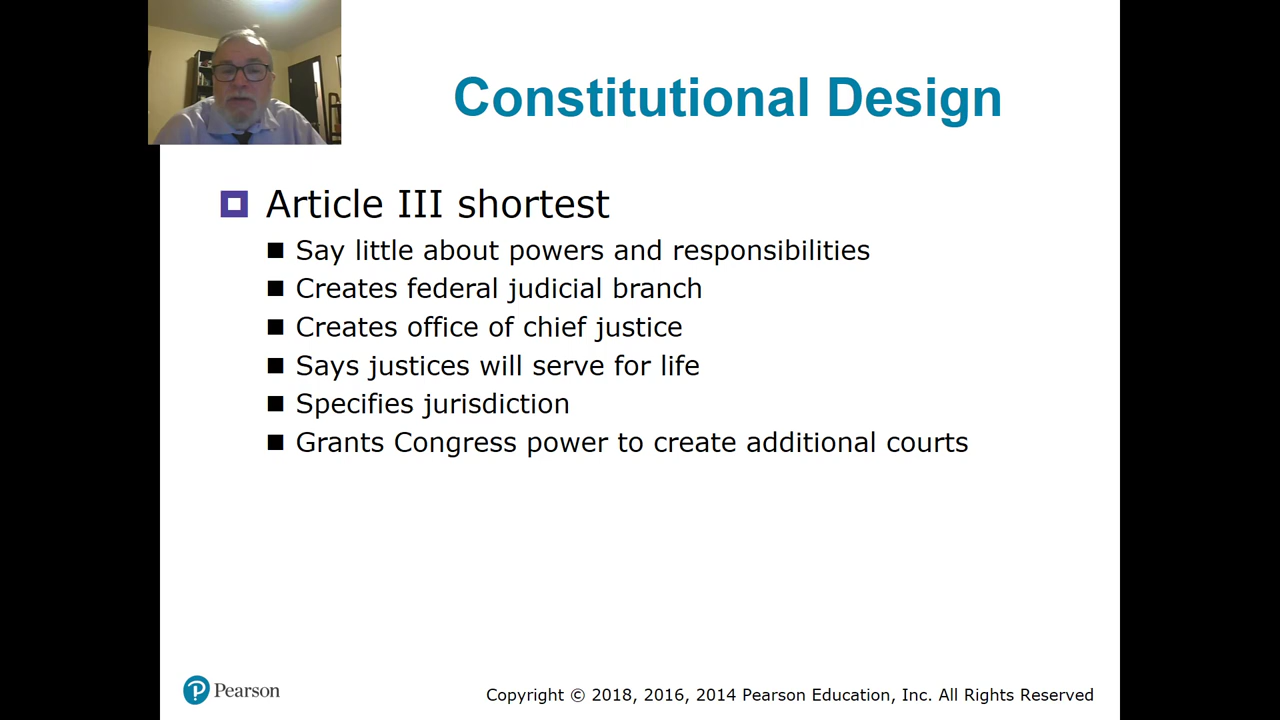 Constitutional Design
Article III shortest
Say little about powers and responsibilities
Creates federal judicial branch
Creates office of chief justice
Says justices will serve for life
Specifies jurisdiction
Grants Congress power to create additional courts
Pearson
Copyright © 2018, 2016, 2014 Pearson Education, Inc. All Rights Reserved